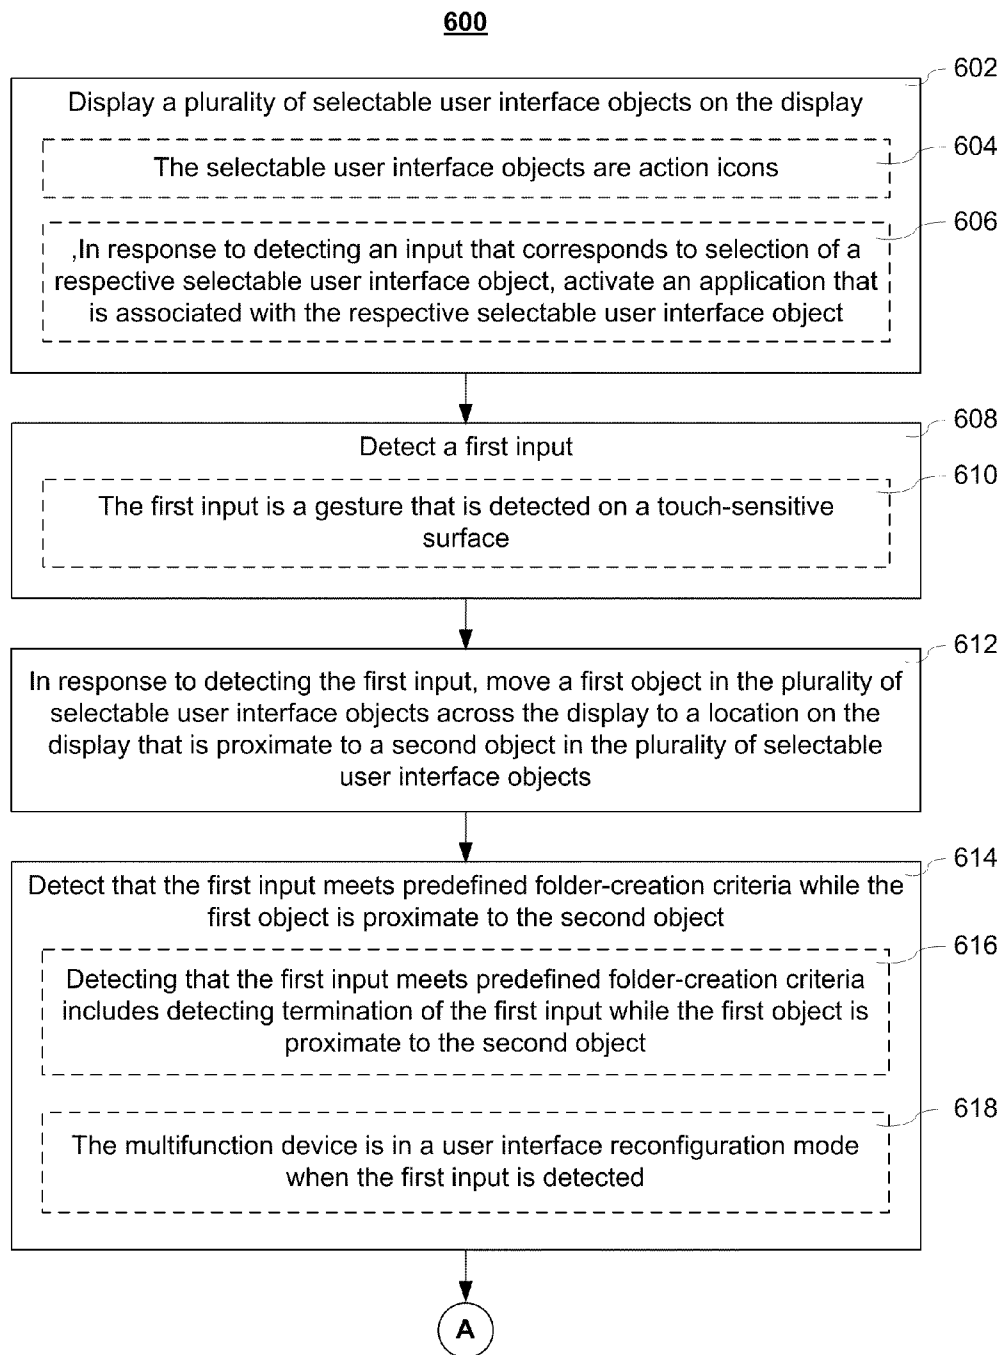 600
602
Display a plurality of selectable user interface objects on the display
604
The selectable user interface objects are action icons
606
,In response to detecting an input that corresponds to selection of a
respective selectable user interface object, activate an application that
is associated with the respective selectable user interface object
608
Detect a first input
610
The first input is a gesture that is detected on a touch-sensitive
surface
612
In response to detecting the first input, move a first object in the plurality of
selectable user interface objects across the display to a location on the
display that is proximate to a second object in the plurality of selectable
user interface objects
614
Detect that the first input meets predefined folder-creation criteria while the
first object is proximate to the second object
616
Detecting that the first input meets predefined folder-creation criteria
includes detecting termination of the first input while the first object is
proximate to the second object
618
The multifunction device is in a user interface reconfiguration mode
when the first input is detected
A